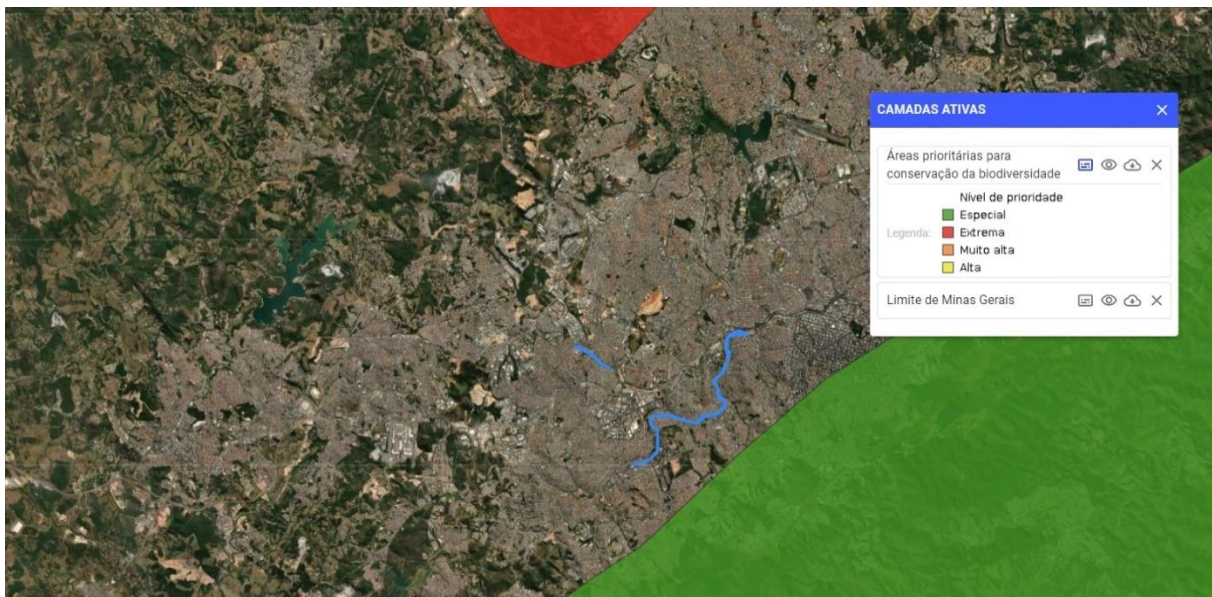 CAMADAS ATIVAS
Áreas prioritárias para
conservação da biodiversidade
Nível de prioridade
Legenda:
Especial
Extrema
Muito alta
Alta
Limite de Minas Gerais